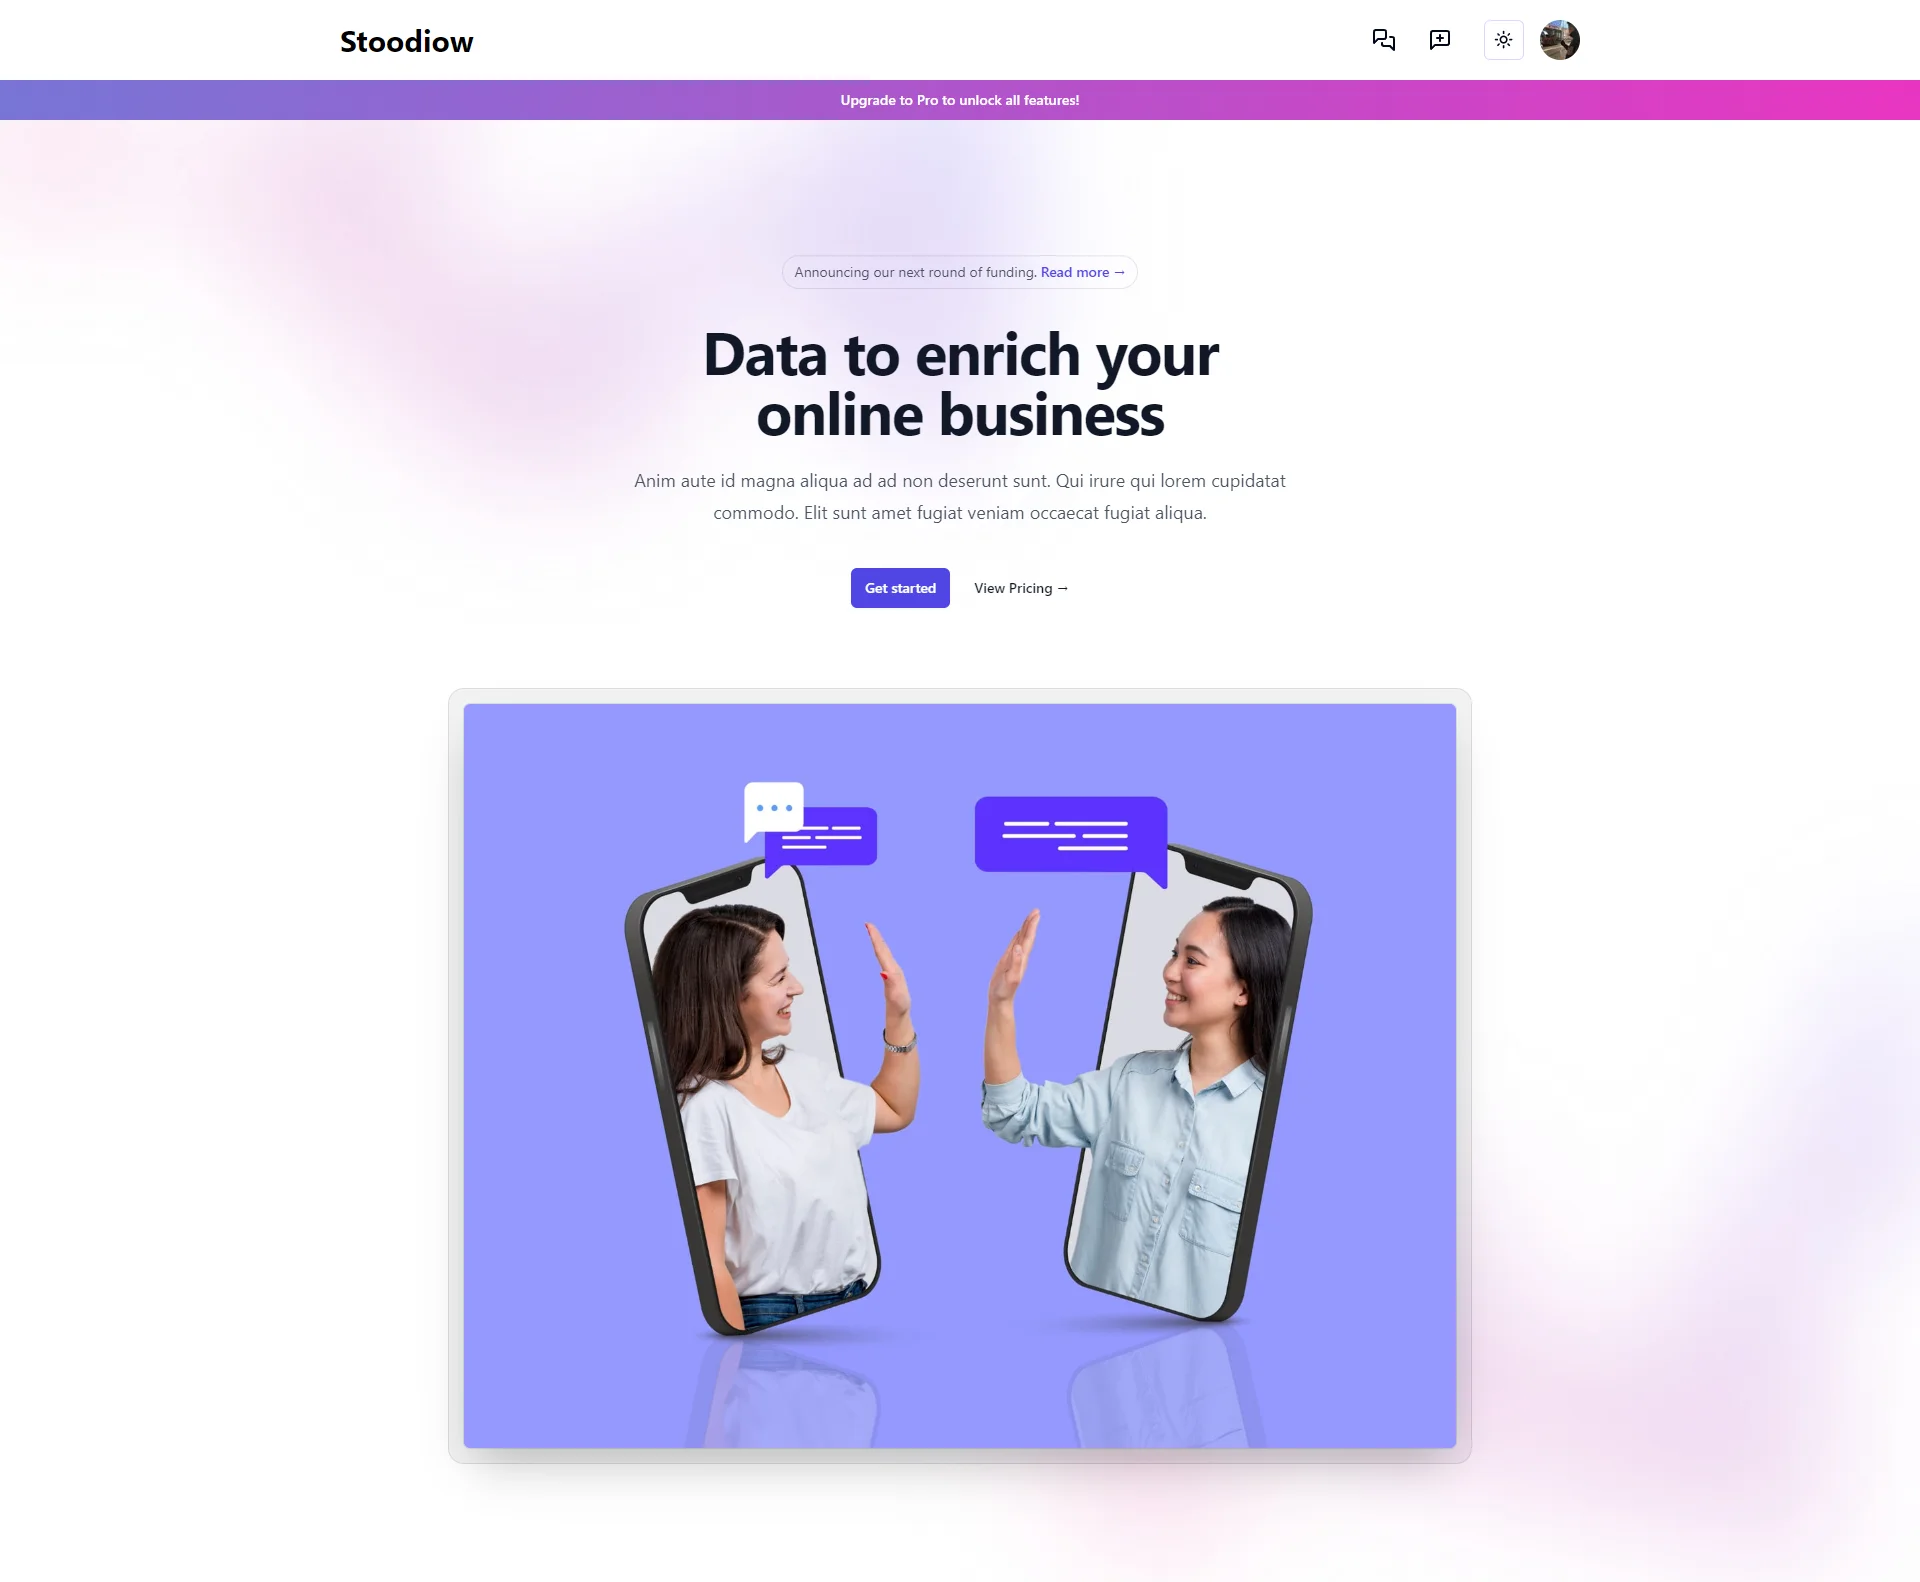 Stoodiow
Upgrade to Pro to unlock all features!
Announcing our next round of funding. Read more →
Data to enrich your
online business
Anim aute id magna aliqua ad ad non deserunt sunt. Qui irure qui lorem cupidatat
commodo. Elit sunt amet fugiat veniam occaecat fugiat aliqua.
Get started
View Pricing →